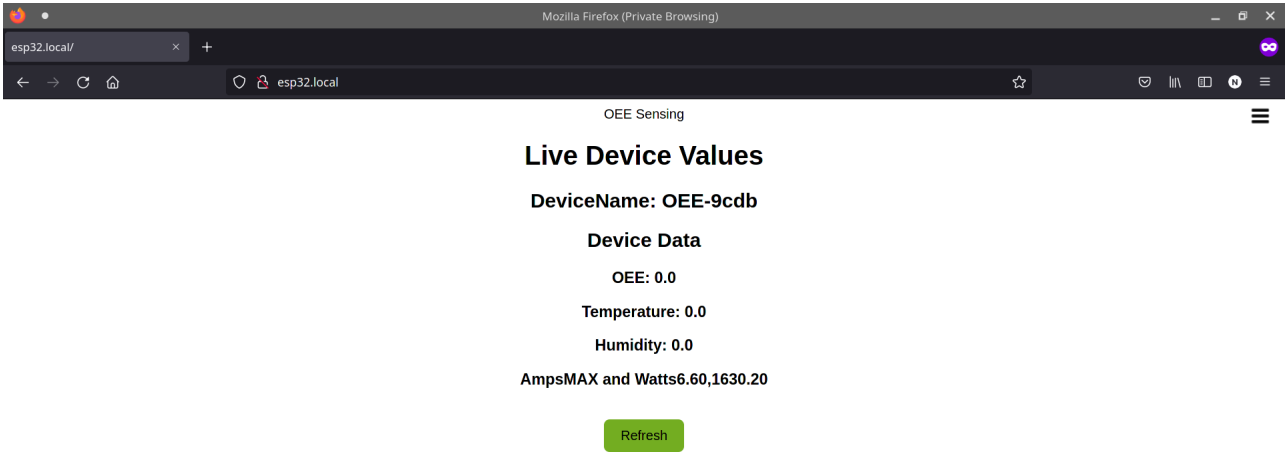 Mozilla Firefox (Private Browsing)
esp32.local/
esp32.local
N
OEE Sensing
Live Device Values
DeviceName: OEE-9cdb
Device Data
OEE: 0.0
Temperature: 0.0
Humidity: 0.0
AmpsMAX and Watts6.60,1630.20
Refresh